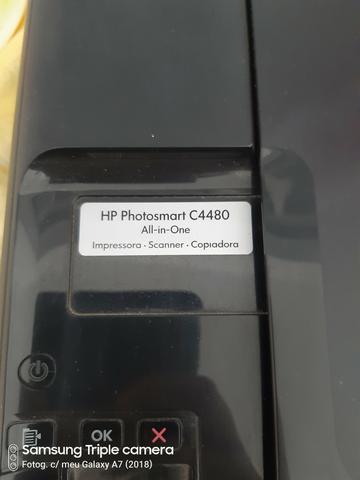 HP Photosmart C4480
All-in-One
Impressora · Scanner · Copiadora
OK
Samsung Triple camera
Fotog. c/ meu Galaxy A7 (2018)